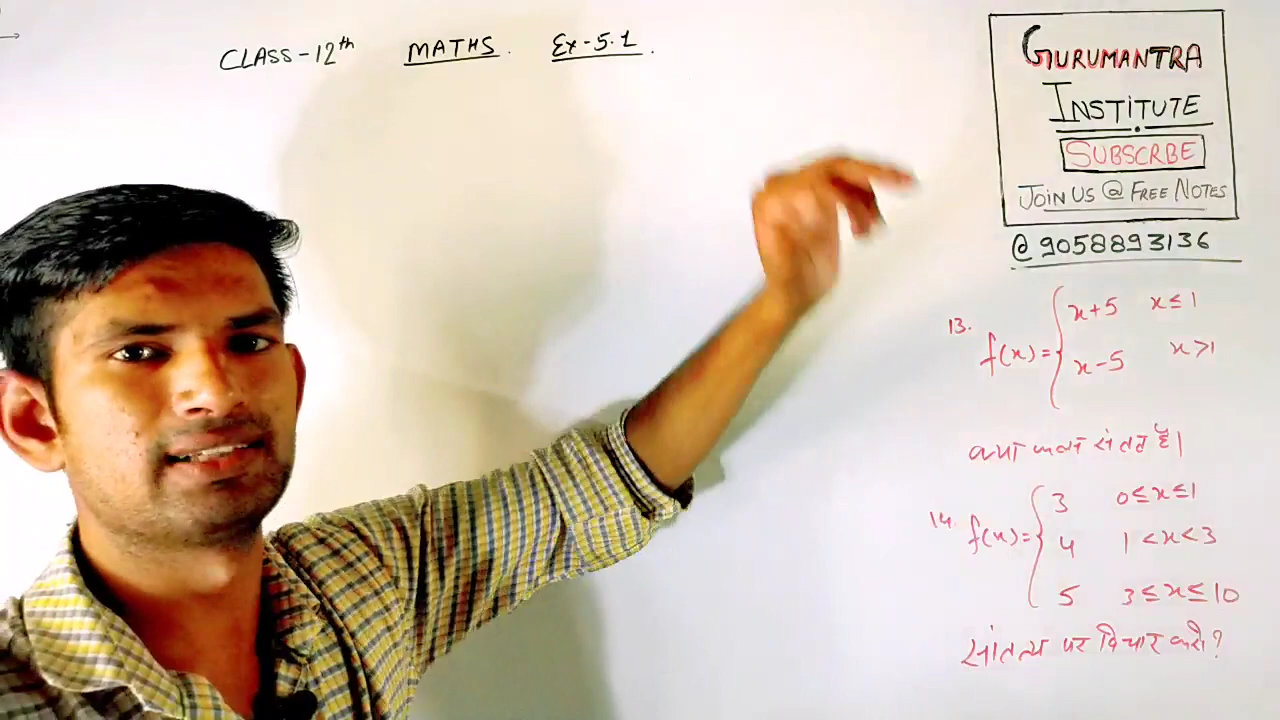 CLASS-12th MATHS. Ex-5.1.
GURUMANTRA
INSTITUTE
SUBSCRBE
JOIN US @ FREE NOTES
@9058893136
13. f(x)= { x+5 x≤1
x-5 x>1
क्या फलन संतत है।
14. f(x)= { 3 0≤x≤1
4 1<x<3
5 3≤x≤10
सांतत्य पर विचार करो?